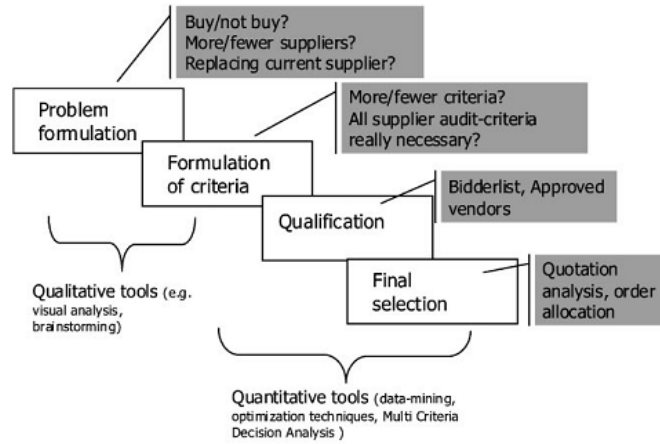 Buy/not buy?
More/fewer suppliers?
Replacing current supplier?
Problem
formulation
More/fewer criteria?
All supplier audit-criteria
really necessary?
Formulation
of criteria
Bidderlist, Approved
vendors
Qualification
Final
selection
Quotation
analysis, order
allocation
Qualitative tools (e.g.
visual analysis,
brainstorming)
Quantitative tools (data-mining,
optimization techniques, Multi Criteria
Decision Analysis )